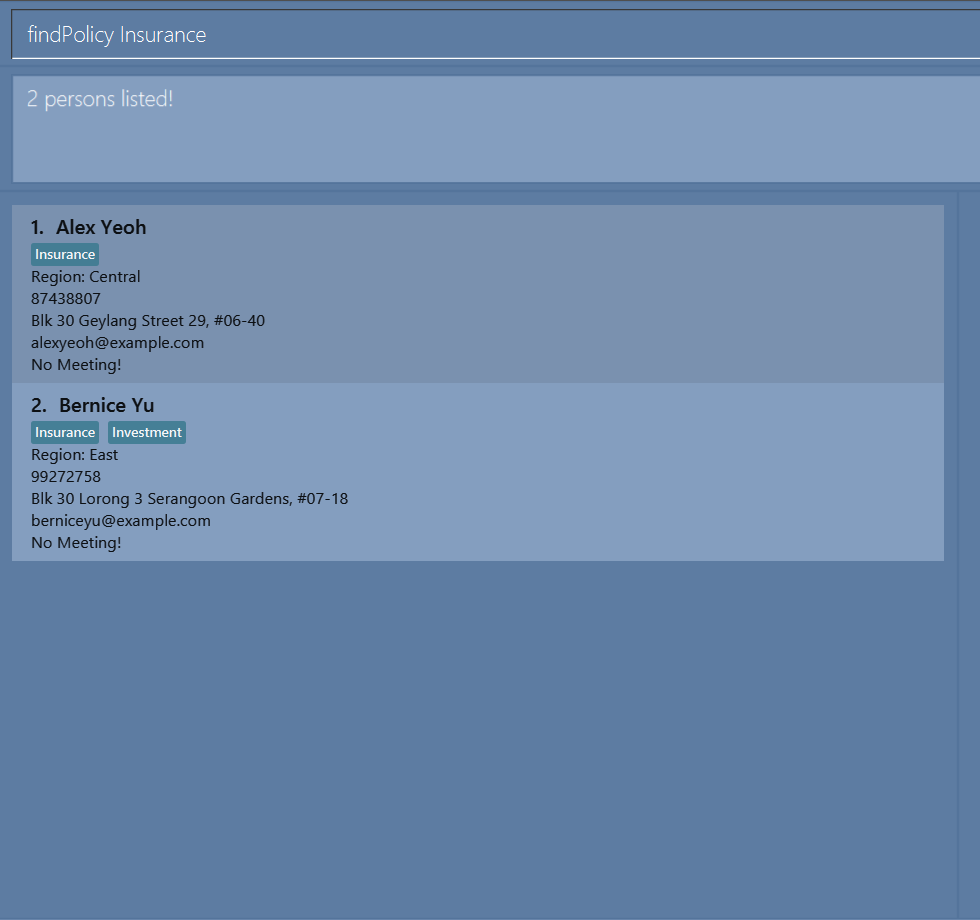 findPolicy Insurance
2 persons listed!
1. Alex Yeoh
Insurance
Region: Central
87438807
Blk 30 Geylang Street 29, #06-40
alexyeoh@example.com
No Meeting!
2. Bernice Yu
Insurance Investment
Region: East
99272758
Blk 30 Lorong 3 Serangoon Gardens, #07-18
berniceyu@example.com
No Meeting!